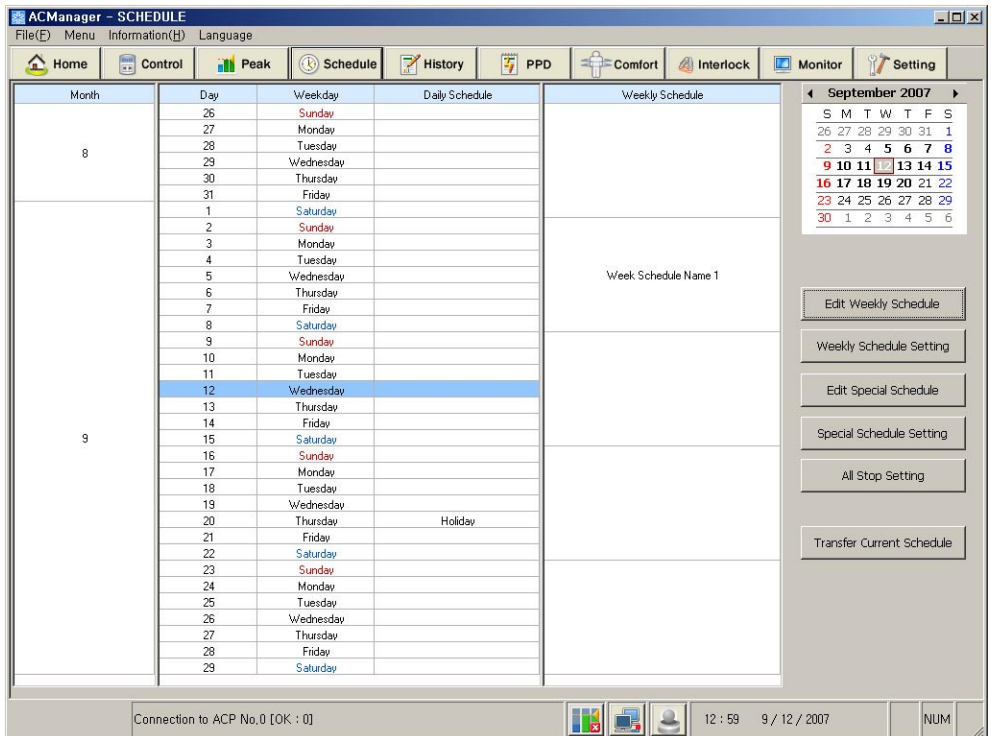 ACManager - SCHEDULE
File(F) Menu Information(H) Language
Home Control Peak Schedule History PPD Comfort Interlock Monitor Setting
Month Day Weekday Daily Schedule Weekly Schedule
8
26 Sunday
27 Monday
28 Tuesday
29 Wednesday
30 Thursday
31 Friday
9
1 Saturday
2 Sunday
3 Monday
4 Tuesday
5 Wednesday Week Schedule Name 1
6 Thursday
7 Friday
8 Saturday
9 Sunday
10 Monday
11 Tuesday
12 Wednesday
13 Thursday
14 Friday
15 Saturday
16 Sunday
17 Monday
18 Tuesday
19 Wednesday
20 Thursday Holiday
21 Friday
22 Saturday
23 Sunday
24 Monday
25 Tuesday
26 Wednesday
27 Thursday
28 Friday
29 Saturday
September 2007
S M T W T F S
26 27 28 29 30 31 1
2 3 4 5 6 7 8
9 10 11 12 13 14 15
16 17 18 19 20 21 22
23 24 25 26 27 28 29
30 1 2 3 4 5 6
Edit Weekly Schedule
Weekly Schedule Setting
Edit Special Schedule
Special Schedule Setting
All Stop Setting
Transfer Current Schedule
Connection to ACP No.0 [OK : 0] 12 : 59 9 / 12 / 2007 NUM